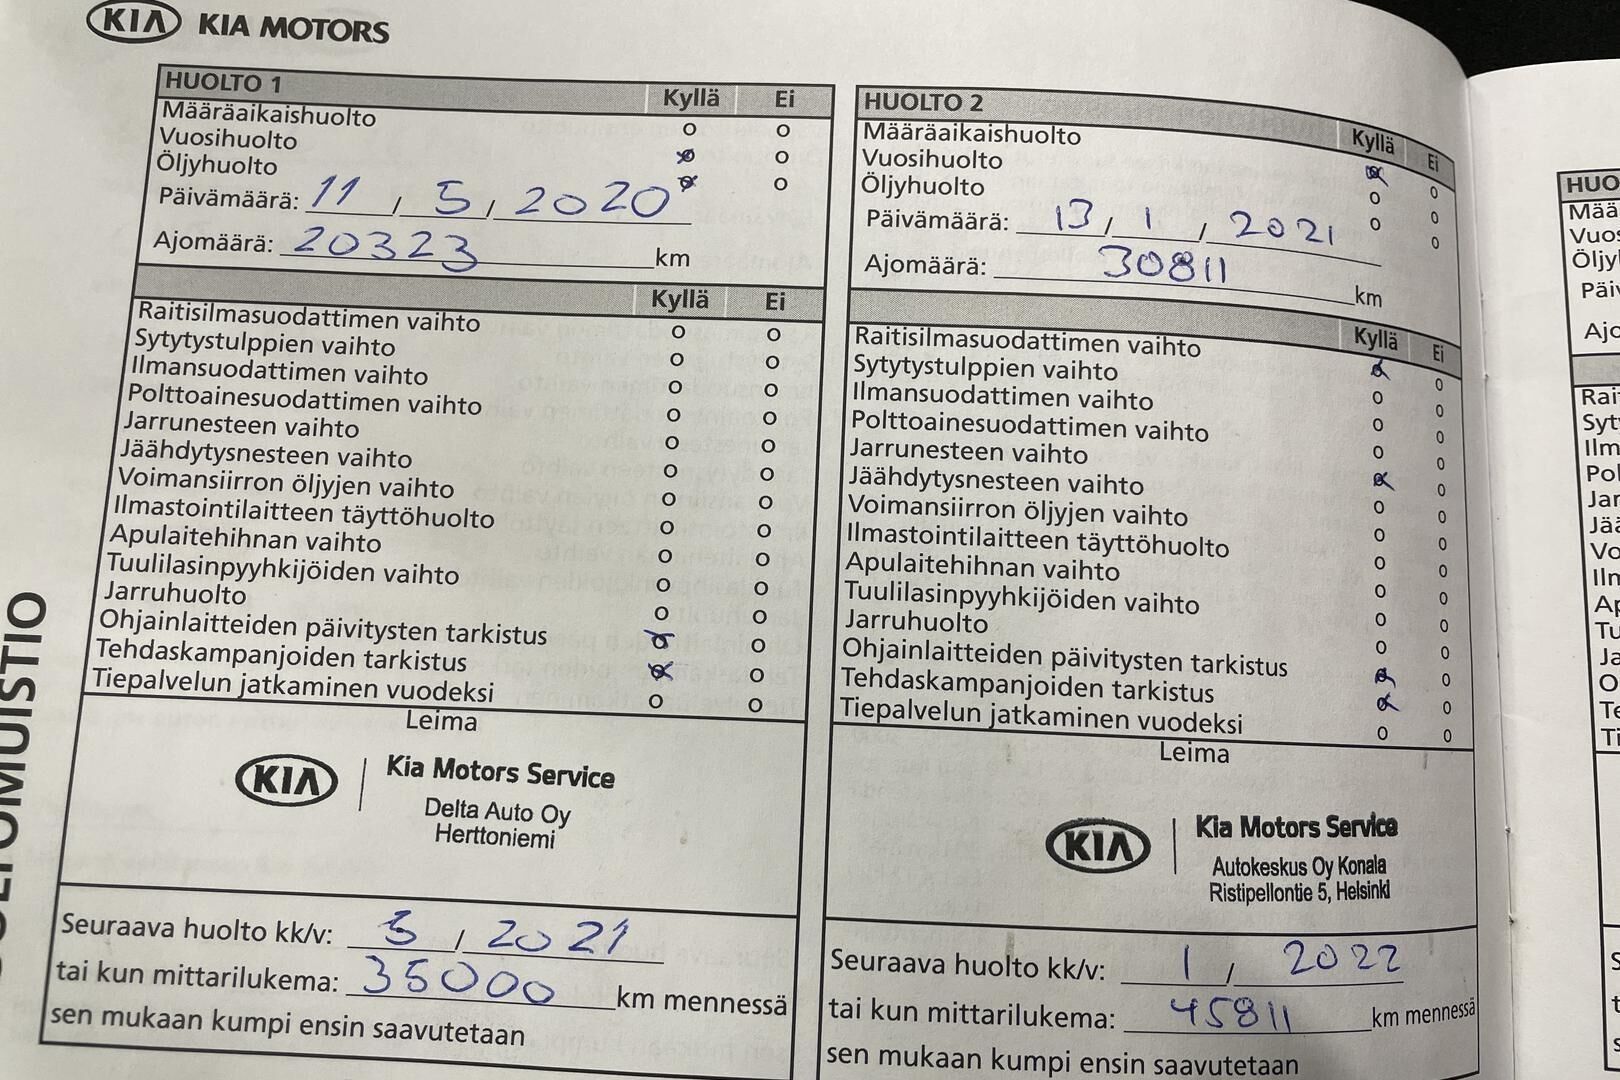 KIA KIA MOTORS
HUOLTO 1 Kyllä Ei
Määräaikaishuolto o o
Vuosihuolto o o
Öljyhuolto o o
Päivämäärä: 11 / 5 / 2020
Ajomäärä: 20323 km
Kyllä Ei
Raitisilmasuodattimen vaihto o o
Sytytystulppien vaihto o o
Ilmansuodattimen vaihto o o
Polttoainesuodattimen vaihto o o
Jarrunesteen vaihto o o
Jäähdytysnesteen vaihto o o
Voimansiirron öljyjen vaihto o o
Ilmastointilaitteen täyttöhuolto o o
Apulaitehihnan vaihto o o
Tuulilasinpyyhkijöiden vaihto o o
Jarruhuolto o o
Ohjainlaitteiden päivitysten tarkistus o o
Tehdaskampanjoiden tarkistus o o
Tiepalvelun jatkaminen vuodeksi o o
Leima
KIA Kia Motors Service
Delta Auto Oy
Herttoniemi
Seuraava huolto kk/v: 5 / 2021
tai kun mittarilukema: 35000 km mennessä
sen mukaan kumpi ensin saavutetaan
HUOLTO 2 Kyllä Ei
Määräaikaishuolto o o
Vuosihuolto o o
Öljyhuolto o o
Päivämäärä: 13 / 1 / 2021
Ajomäärä: 30811 km
Kyllä Ei
Raitisilmasuodattimen vaihto o o
Sytytystulppien vaihto o o
Ilmansuodattimen vaihto o o
Polttoainesuodattimen vaihto o o
Jarrunesteen vaihto o o
Jäähdytysnesteen vaihto o o
Voimansiirron öljyjen vaihto o o
Ilmastointilaitteen täyttöhuolto o o
Apulaitehihnan vaihto o o
Tuulilasinpyyhkijöiden vaihto o o
Jarruhuolto o o
Ohjainlaitteiden päivitysten tarkistus o o
Tehdaskampanjoiden tarkistus o o
Tiepalvelun jatkaminen vuodeksi o o
Leima
KIA Kia Motors Service
Autokeskus Oy Konala
Ristipellontie 5, Helsinki
Seuraava huolto kk/v: 1 / 2022
tai kun mittarilukema: 45811 km mennessä
sen mukaan kumpi ensin saavutetaan